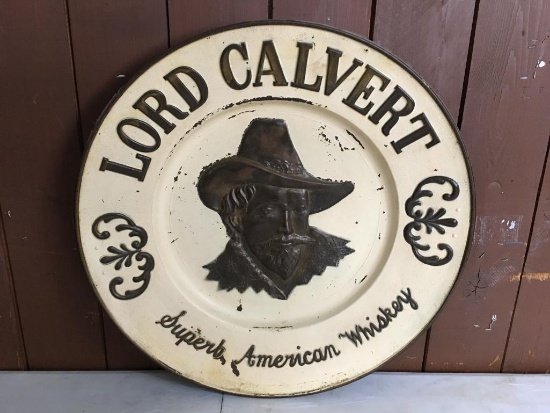 LORD CALVERT
Superb, American Whiskey